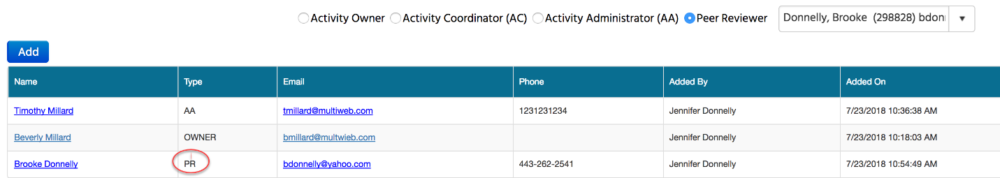 Activity Owner Activity Coordinator (AC) Activity Administrator (AA) Peer Reviewer Donnelly, Brooke (298828) bdon
Add
Name Type Email Phone Added By Added On
Timothy Millard AA tmillard@multiweb.com 1231231234 Jennifer Donnelly 7/23/2018 10:36:38 AM
Beverly Millard OWNER bmillard@multwieb.com Jennifer Donnelly 7/23/2018 10:18:03 AM
Brooke Donnelly PR bdonnelly@yahoo.com 443-262-2541 Jennifer Donnelly 7/23/2018 10:54:49 AM